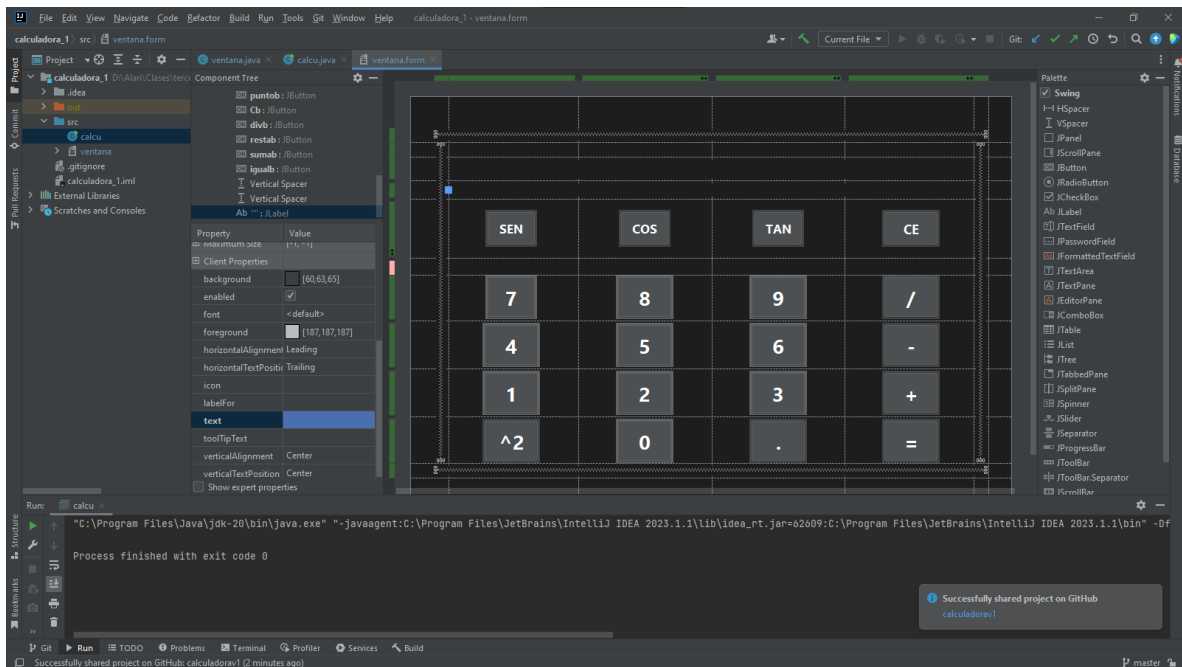 File Edit View Navigate Code Refactor Build Run Tools Git Window Help calculadora_1 - ventana.form
calculadora_1 src ventana.form Current File Git:
Project ventana.java calcu.java ventana.form
calculadora_1 D:\Alan\Clases\terc
.idea
out
src
calcu
ventana
.gitignore
calculadora_1.iml
External Libraries
Scratches and Consoles
Project
Commit
Pull Requests
Structure
Bookmarks
Component Tree
puntob : JButton
Cb : JButton
divb : JButton
restab : JButton
sumab : JButton
igualb : JButton
Vertical Spacer
Vertical Spacer
Ab "" : JLabel
Property Value
Maximum Size [-1, -1]
Client Properties
background [60,63,65]
enabled
font <default>
foreground [187,187,187]
horizontalAlignment Leading
horizontalTextPositic Trailing
icon
labelFor
text
toolTipText
verticalAlignment Center
verticalTextPosition Center
Show expert properties
SEN COS TAN CE
7 8 9 /
4 5 6 -
1 2 3 +
^2 0 . =
Palette
Swing
HSpacer
VSpacer
JPanel
JScrollPane
JButton
JRadioButton
JCheckBox
Ab JLabel
JTextField
JPasswordField
JFormattedTextField
JTextArea
JTextPane
JEditorPane
JComboBox
JTable
JList
JTree
JTabbedPane
JSplitPane
JSpinner
JSlider
JSeparator
JProgressBar
JToolBar
JToolBar.Separator
JScrollBar
Notifications
Database
Run: calcu
"C:\Program Files\Java\jdk-20\bin\java.exe" "-javaagent:C:\Program Files\JetBrains\IntelliJ IDEA 2023.1.1\lib\idea_rt.jar=62609:C:\Program Files\JetBrains\IntelliJ IDEA 2023.1.1\bin" -Df
Process finished with exit code 0
Successfully shared project on GitHub
calculadorav1
Git Run TODO Problems Terminal Profiler Services Build
Successfully shared project on GitHub: calculadorav1 (2 minutes ago) master